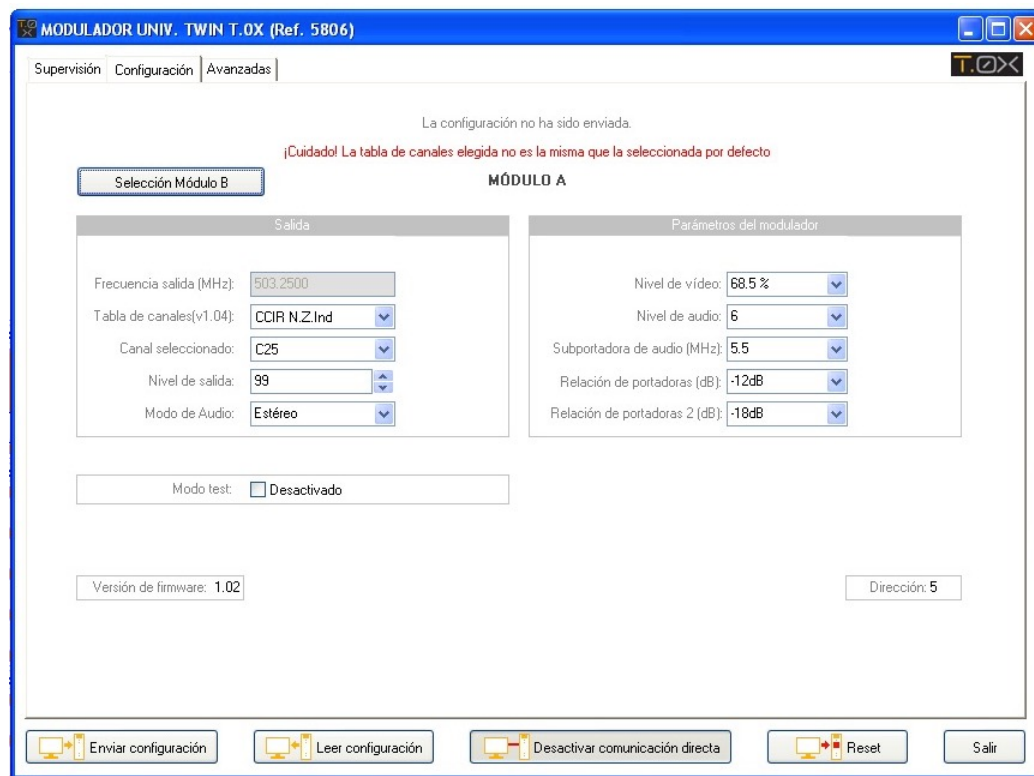 MODULADOR UNIV. TWIN T.0X (Ref. 5806)
Supervisión Configuración Avanzadas
T.0X
La configuración no ha sido enviada.
¡Cuidado! La tabla de canales elegida no es la misma que la seleccionada por defecto
Selección Módulo B
MÓDULO A
Salida
Frecuencia salida (MHz): 503.2500
Tabla de canales(v1.04): CCIR N.Z.Ind
Canal seleccionado: C25
Nivel de salida: 99
Modo de Audio: Estéreo
Parámetros del modulador
Nivel de vídeo: 68.5 %
Nivel de audio: 6
Subportadora de audio (MHz): 5.5
Relación de portadoras (dB): -12dB
Relación de portadoras 2 (dB): -18dB
Modo test: Desactivado
Versión de firmware: 1.02
Dirección: 5
Enviar configuración
Leer configuración
Desactivar comunicación directa
Reset
Salir